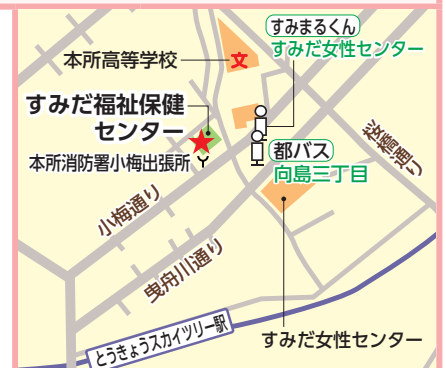 すみまるくん
すみだ女性センター
本所高等学校
文
すみだ福祉保健
センター
本所消防署小梅出張所
都バス
向島三丁目
桜橋通り
小梅通り
曳舟川通り
とうきょうスカイツリー駅
すみだ女性センター